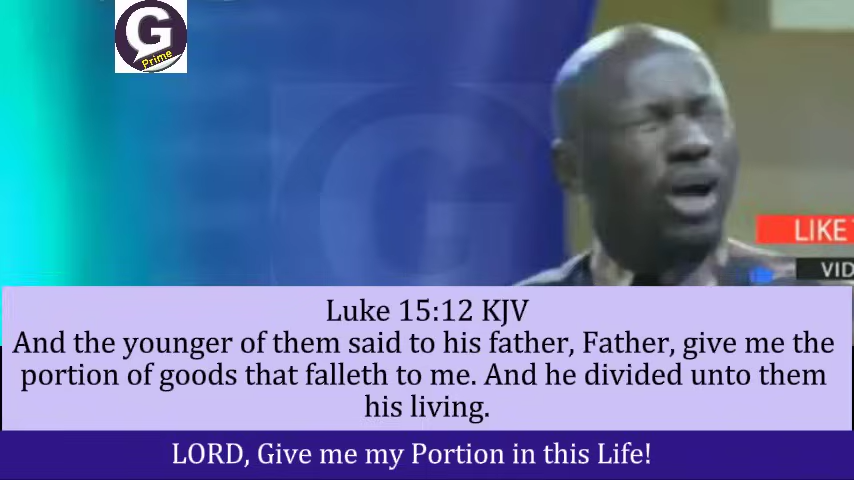 G
Prime
LIKE
VID
Luke 15:12 KJV
And the younger of them said to his father, Father, give me the
portion of goods that falleth to me. And he divided unto them
his living.
LORD, Give me my Portion in this Life!